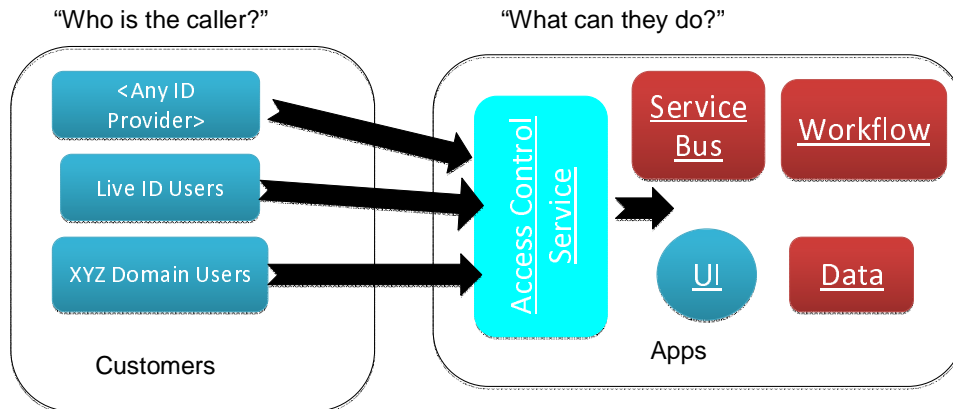 “Who is the caller?”
“What can they do?”
<Any ID
Provider>
Live ID Users
XYZ Domain Users
Customers
Access Control
Service
Service
Bus
Workflow
UI
Data
Apps